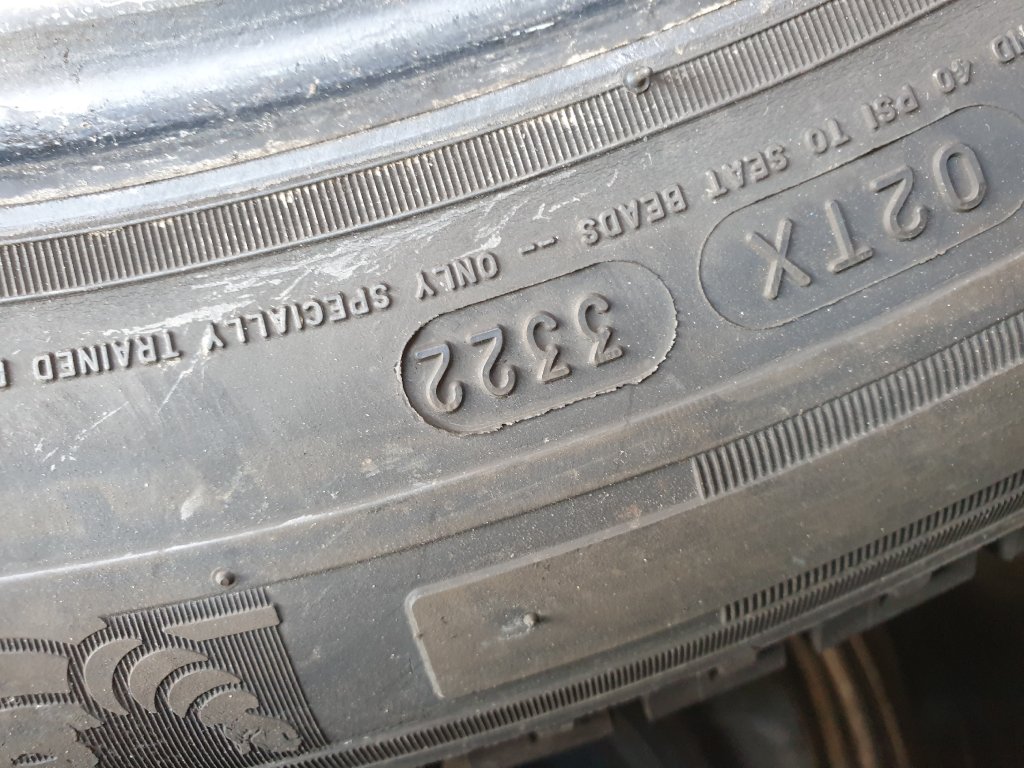 40 PSI TO SEAT BEADS -- ONLY SPECIALLY TRAINED
02TX
3322